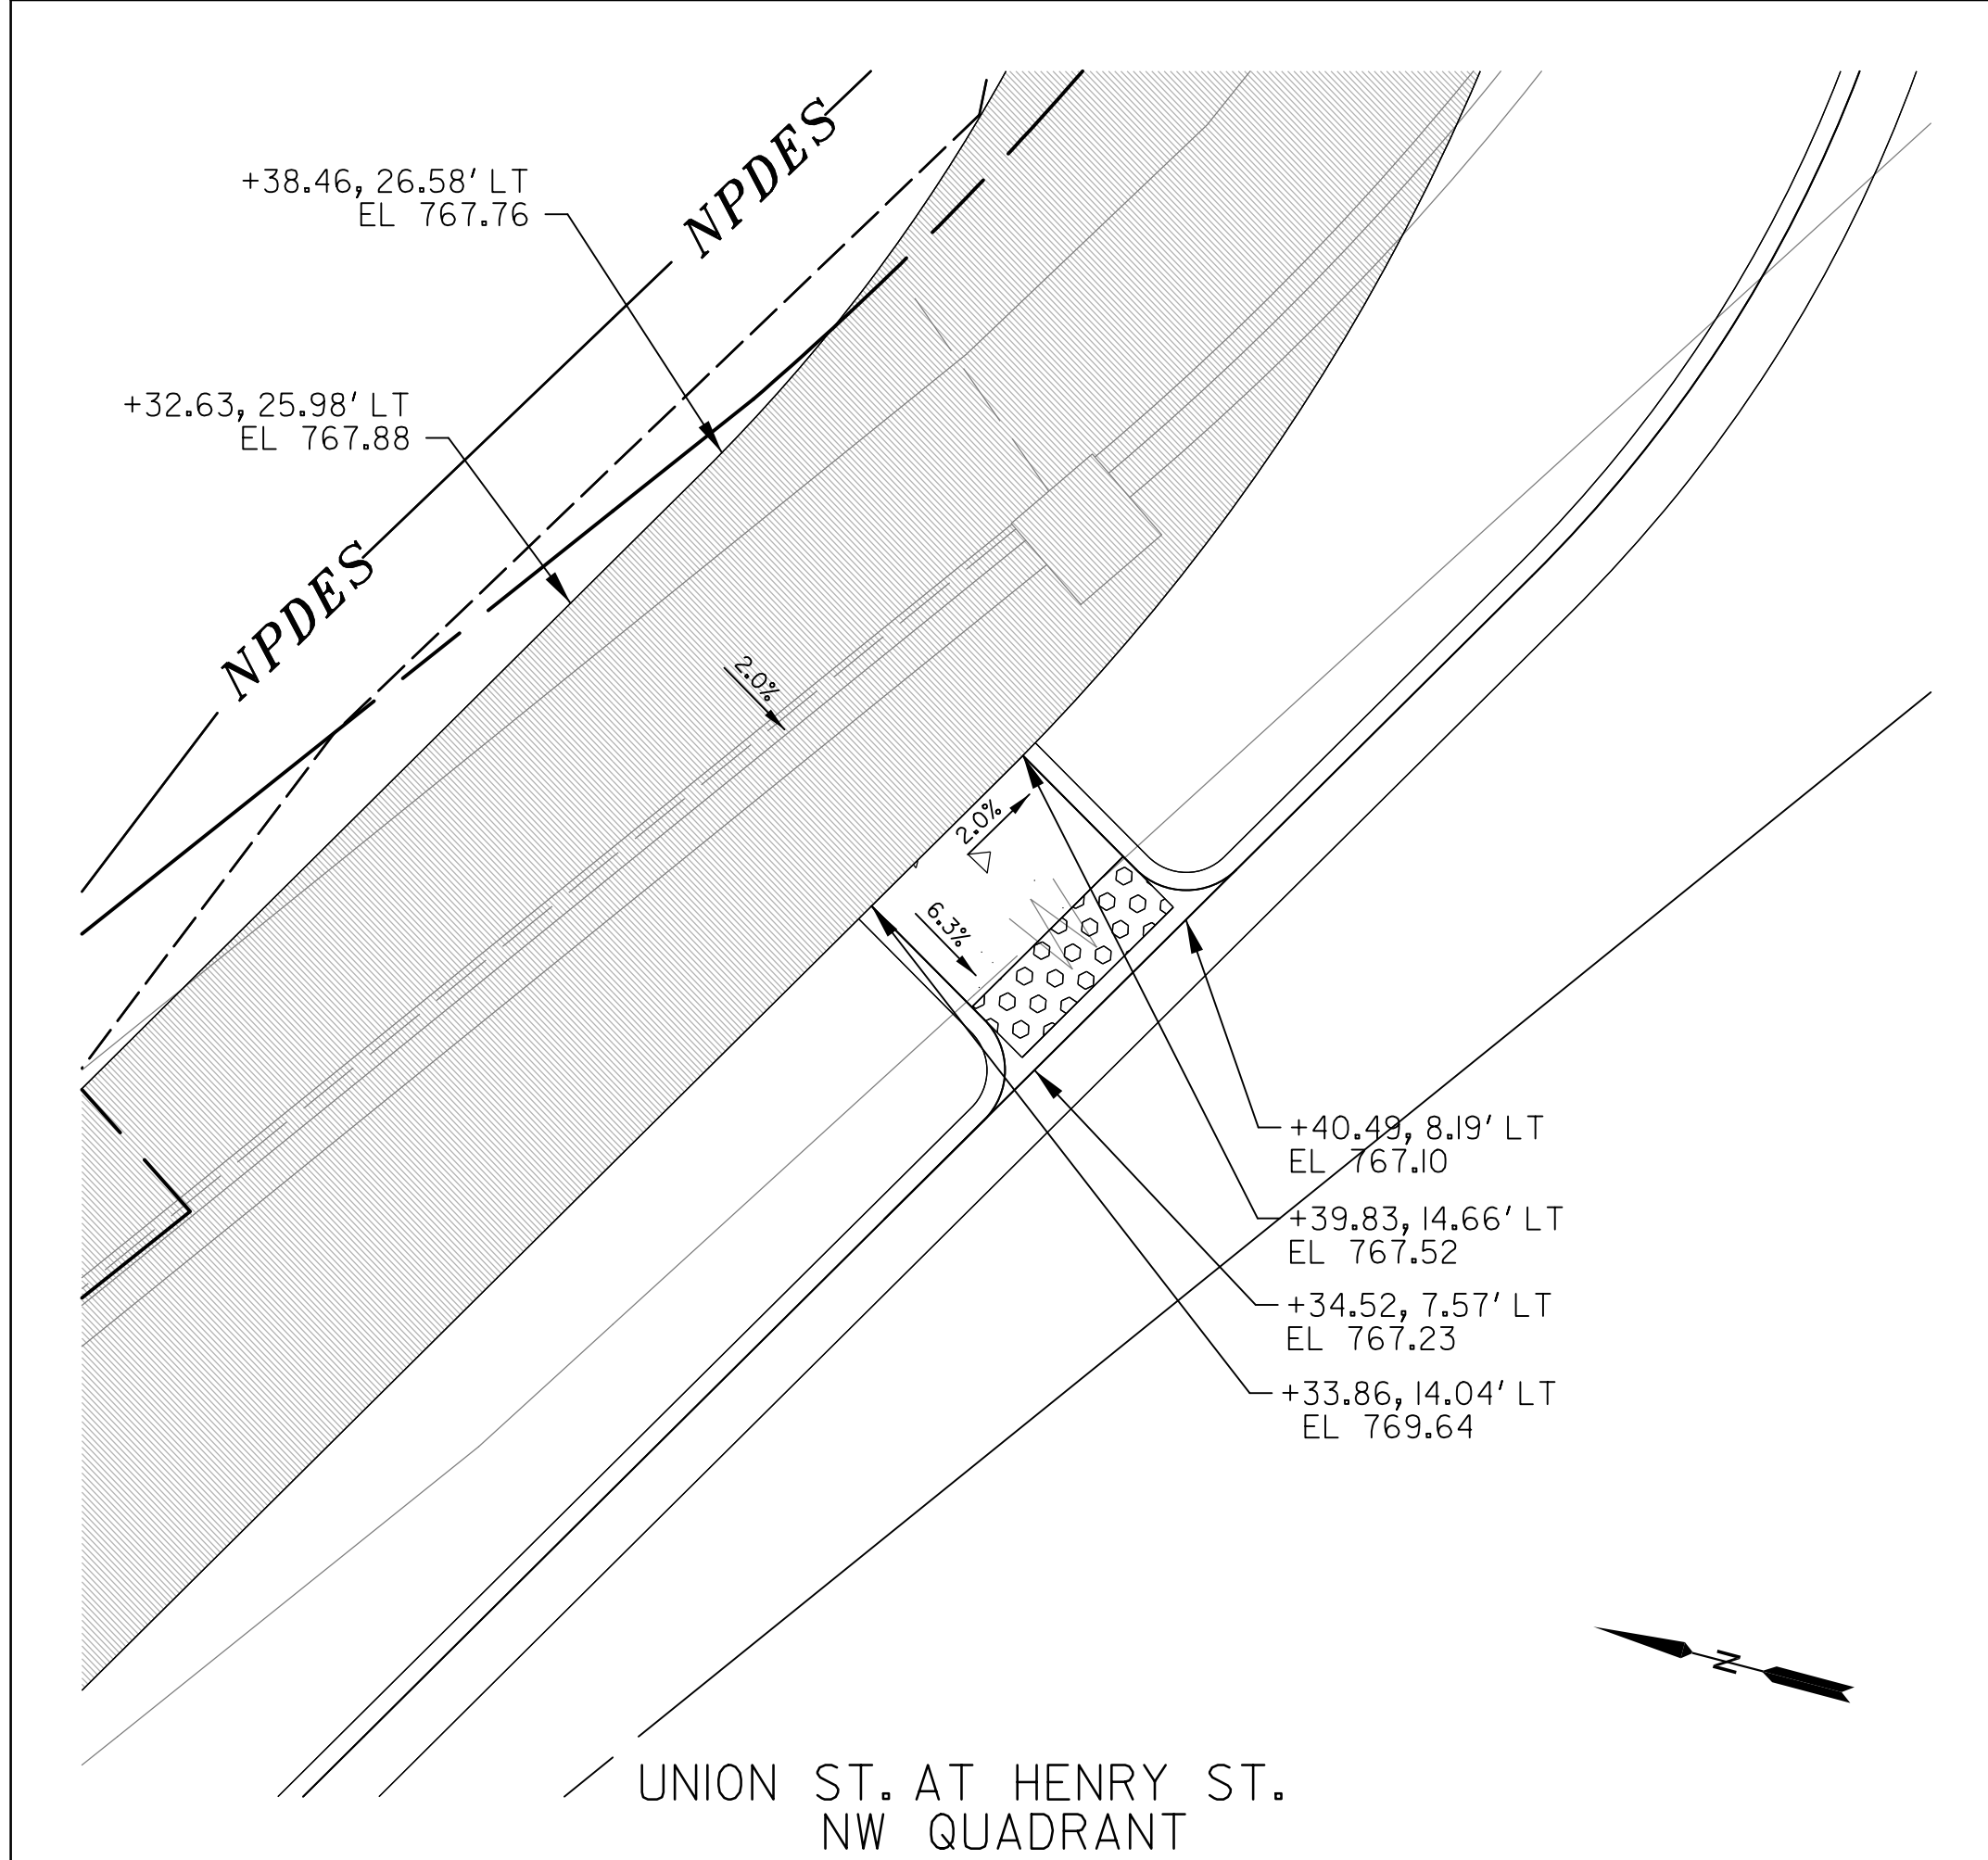 NPDES
+38.46, 26.58' LT
EL 767.76
+32.63, 25.98' LT
EL 767.88
NPDES
2.0%
2.0%
6.3%
+40.49, 8.19' LT
EL 767.10
+39.83, 14.66' LT
EL 767.52
+34.52, 7.57' LT
EL 767.23
+33.86, 14.04' LT
EL 769.64
N
UNION ST. AT HENRY ST.
NW QUADRANT